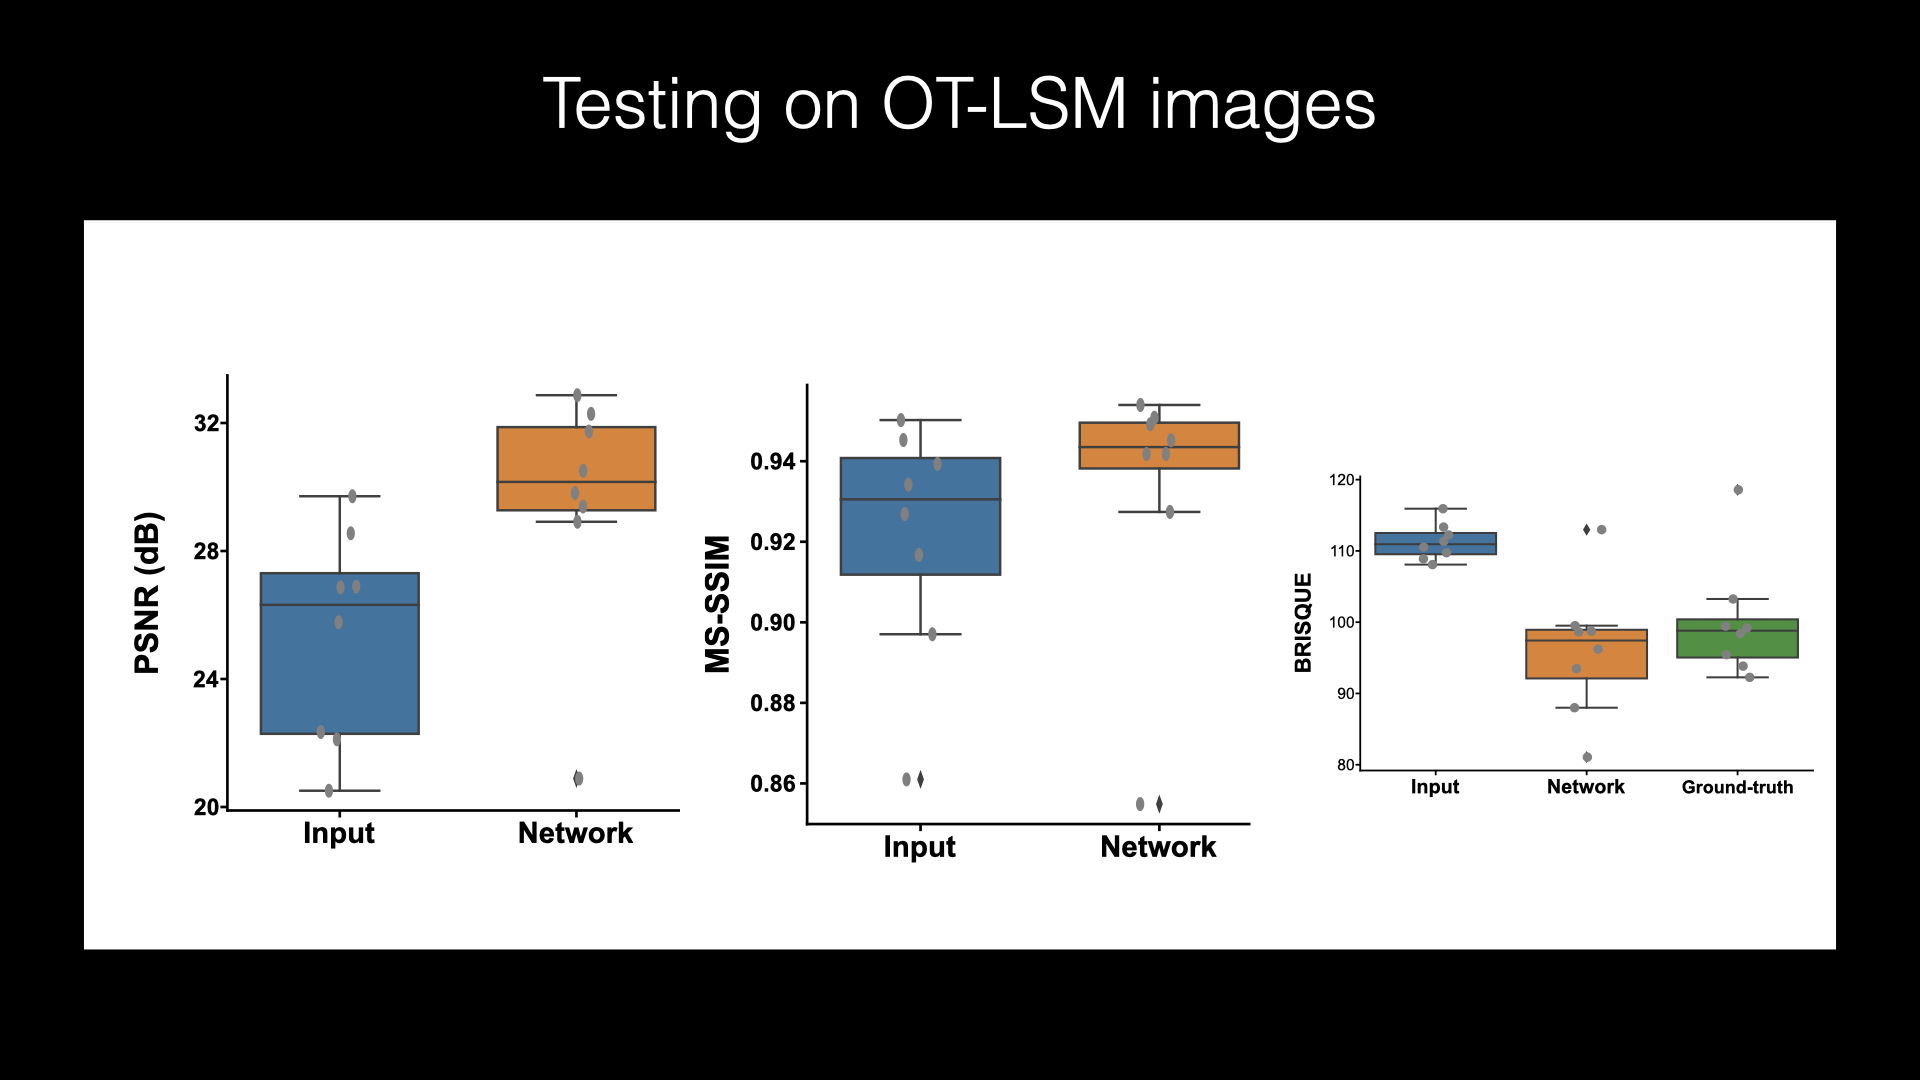 Testing on OT-LSM images
PSNR (dB)
32
28
24
20
Input
Network
MS-SSIM
0.94
0.92
0.90
0.88
0.86
Input
Network
BRISQUE
120
110
100
90
80
Input
Network
Ground-truth